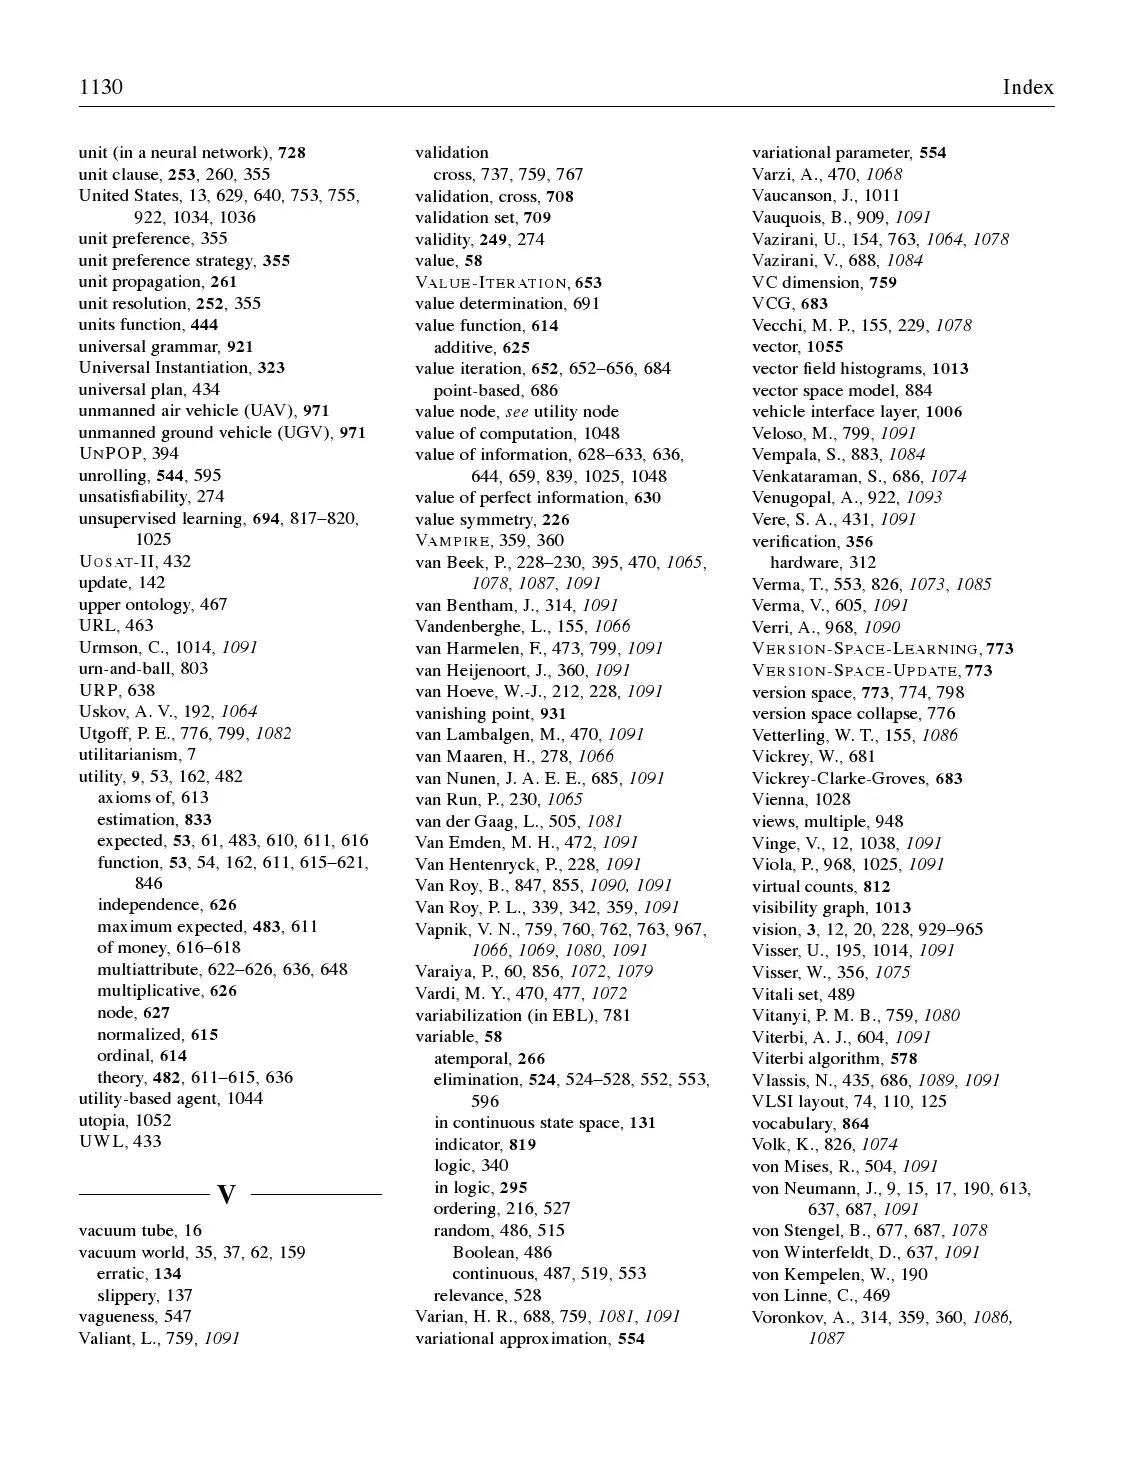 1130
Index
unit (in a neural network), 728
unit clause, 253, 260, 355
United States, 13, 629, 640, 753, 755,
922, 1034, 1036
unit preference, 355
unit preference strategy, 355
unit propagation, 261
unit resolution, 252, 355
units function, 444
universal grammar, 921
Universal Instantiation, 323
universal plan, 434
unmanned air vehicle (UAV), 971
unmanned ground vehicle (UGV), 971
UNPOP, 394
unrolling, 544, 595
unsatisfiability, 274
unsupervised learning, 694, 817–820,
1025
UOSAT-II, 432
update, 142
upper ontology, 467
URL, 463
Urmson, C., 1014, 1091
urn-and-ball, 803
URP, 638
Uskov, A. V., 192, 1064
Utgoff, P. E., 776, 799, 1082
utilitarianism, 7
utility, 9, 53, 162, 482
axioms of, 613
estimation, 833
expected, 53, 61, 483, 610, 611, 616
function, 53, 54, 162, 611, 615–621,
846
independence, 626
maximum expected, 483, 611
of money, 616–618
multiattribute, 622–626, 636, 648
multiplicative, 626
node, 627
normalized, 615
ordinal, 614
theory, 482, 611–615, 636
utility-based agent, 1044
utopia, 1052
UWL, 433
V
vacuum tube, 16
vacuum world, 35, 37, 62, 159
erratic, 134
slippery, 137
vagueness, 547
Valiant, L., 759, 1091
validation
cross, 737, 759, 767
validation, cross, 708
validation set, 709
validity, 249, 274
value, 58
VALUE-ITERATION, 653
value determination, 691
value function, 614
additive, 625
value iteration, 652, 652–656, 684
point-based, 686
value node, see utility node
value of computation, 1048
value of information, 628–633, 636,
644, 659, 839, 1025, 1048
value of perfect information, 630
value symmetry, 226
VAMPIRE, 359, 360
van Beek, P., 228–230, 395, 470, 1065,
1078, 1087, 1091
van Bentham, J., 314, 1091
Vandenberghe, L., 155, 1066
van Harmelen, F., 473, 799, 1091
van Heijenoort, J., 360, 1091
van Hoeve, W.-J., 212, 228, 1091
vanishing point, 931
van Lambalgen, M., 470, 1091
van Maaren, H., 278, 1066
van Nunen, J. A. E. E., 685, 1091
van Run, P., 230, 1065
van der Gaag, L., 505, 1081
Van Emden, M. H., 472, 1091
Van Hentenryck, P., 228, 1091
Van Roy, B., 847, 855, 1090, 1091
Van Roy, P. L., 339, 342, 359, 1091
Vapnik, V. N., 759, 760, 762, 763, 967,
1066, 1069, 1080, 1091
Varaiya, P., 60, 856, 1072, 1079
Vardi, M. Y., 470, 477, 1072
variabilization (in EBL), 781
variable, 58
atemporal, 266
elimination, 524, 524–528, 552, 553,
596
in continuous state space, 131
indicator, 819
logic, 340
in logic, 295
ordering, 216, 527
random, 486, 515
Boolean, 486
continuous, 487, 519, 553
relevance, 528
Varian, H. R., 688, 759, 1081, 1091
variational approximation, 554
variational parameter, 554
Varzi, A., 470, 1068
Vaucanson, J., 1011
Vauquois, B., 909, 1091
Vazirani, U., 154, 763, 1064, 1078
Vazirani, V., 688, 1084
VC dimension, 759
VCG, 683
Vecchi, M. P., 155, 229, 1078
vector, 1055
vector field histograms, 1013
vector space model, 884
vehicle interface layer, 1006
Veloso, M., 799, 1091
Vempala, S., 883, 1084
Venkataraman, S., 686, 1074
Venugopal, A., 922, 1093
Vere, S. A., 431, 1091
verification, 356
hardware, 312
Verma, T., 553, 826, 1073, 1085
Verma, V., 605, 1091
Verri, A., 968, 1090
VERSION-SPACE-LEARNING, 773
VERSION-SPACE-UPDATE, 773
version space, 773, 774, 798
version space collapse, 776
Vetterling, W. T., 155, 1086
Vickrey, W., 681
Vickrey-Clarke-Groves, 683
Vienna, 1028
views, multiple, 948
Vinge, V., 12, 1038, 1091
Viola, P., 968, 1025, 1091
virtual counts, 812
visibility graph, 1013
vision, 3, 12, 20, 228, 929–965
Visser, U., 195, 1014, 1091
Visser, W., 356, 1075
Vitali set, 489
Vitanyi, P. M. B., 759, 1080
Viterbi, A. J., 604, 1091
Viterbi algorithm, 578
Vlassis, N., 435, 686, 1089, 1091
VLSI layout, 74, 110, 125
vocabulary, 864
Volk, K., 826, 1074
von Mises, R., 504, 1091
von Neumann, J., 9, 15, 17, 190, 613,
637, 687, 1091
von Stengel, B., 677, 687, 1078
von Winterfeldt, D., 637, 1091
von Kempelen, W., 190
von Linne, C., 469
Voronkov, A., 314, 359, 360, 1086,
1087